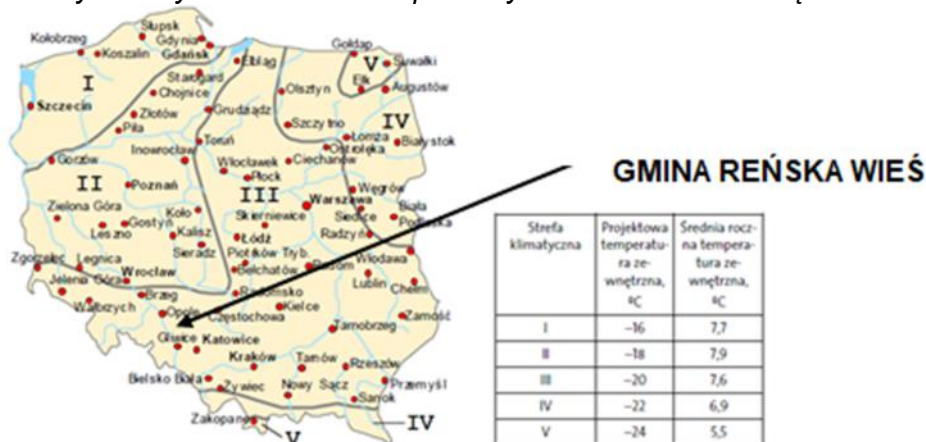 Kołobrzeg
Słupsk
Gdynia
Koszalin
Gdańsk
Elbląg
Gołdap
Suwałki
V
Ełk
I
Starogard
Chojnice
Olsztyn
Augustów
Szczecin
Złotów
Grudziądz
Szczytno
IV
Piła
Łomża
Białystok
Toruń
Ostrołęka
Inowrocław
Ciechanów
Gorzów
Włocławek
Płock
II
Poznań
III
Węgrów
Warszawa
Zielona Góra
Koło
Skierniewice
Siedlce
Biała
Podlaska
Gostyń
Leszno
Kalisz
Łódź
Radzyń
Sieradz
Piotrków Tryb.
Zgorzelec
Legnica
Włodawa
Wrocław
Bełchatów
Radom
Jelenia Góra
Lublin
Chełm
Brzeg
Radomsko
Wałbrzych
Kielce
Opole
Częstochowa
Zamość
Tarnobrzeg
Gliwice
Katowice
Kraków
Tarnów
Rzeszów
Bielsko Biała
Przemyśl
Żywiec
Nowy Sącz
Sanok
Zakopane
V
IV
GMINA REŃSKA WIEŚ
Strefa klimatyczna | Projektowa temperatura zewnętrzna, ºC | Średnia roczna temperatura zewnętrzna, ºC
I –16 7,7
II –18 7,9
III –20 7,6
IV –22 6,9
V –24 5,5